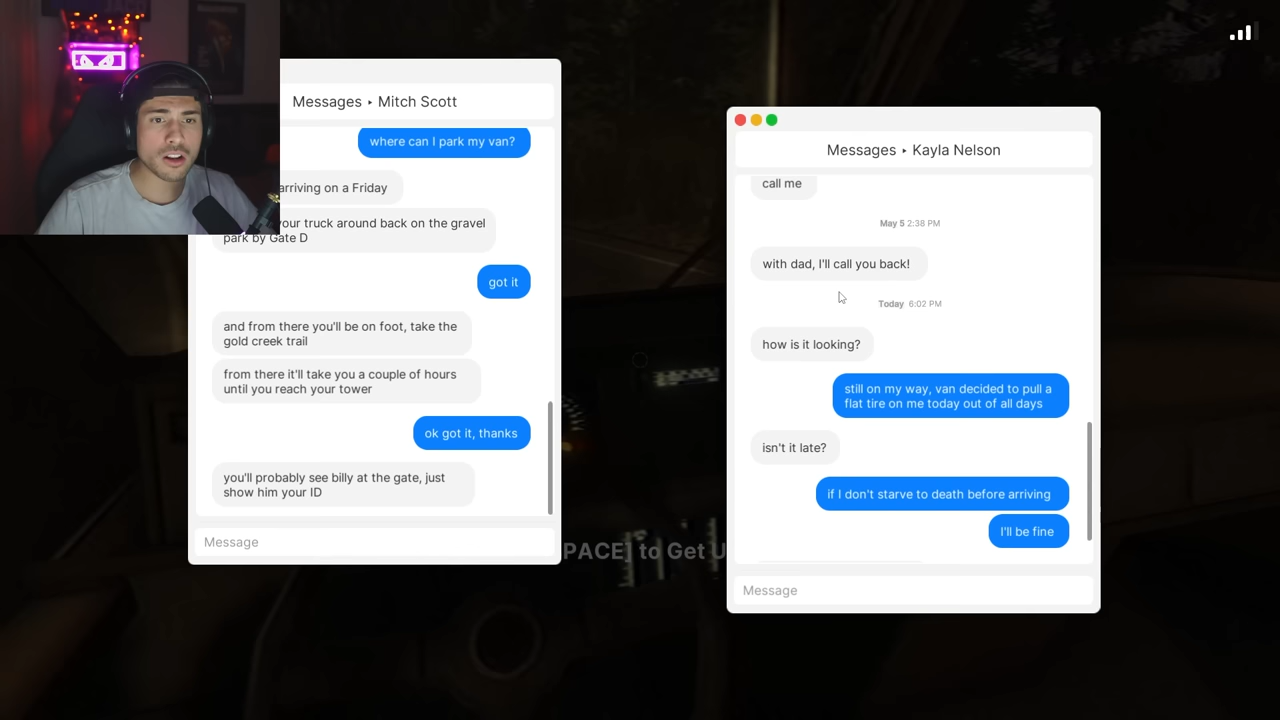 Messages ▸ Mitch Scott
where can I park my van?
arriving on a Friday
your truck around back on the gravel
park by Gate D
got it
and from there you'll be on foot, take the
gold creek trail
from there it'll take you a couple of hours
until you reach your tower
ok got it, thanks
you'll probably see billy at the gate, just
show him your ID
Message
PACE] to Get U
Messages ▸ Kayla Nelson
call me
May 5 2:38 PM
with dad, I'll call you back!
Today 6:02 PM
how is it looking?
still on my way, van decided to pull a
flat tire on me today out of all days
isn't it late?
if I don't starve to death before arriving
I'll be fine
Message